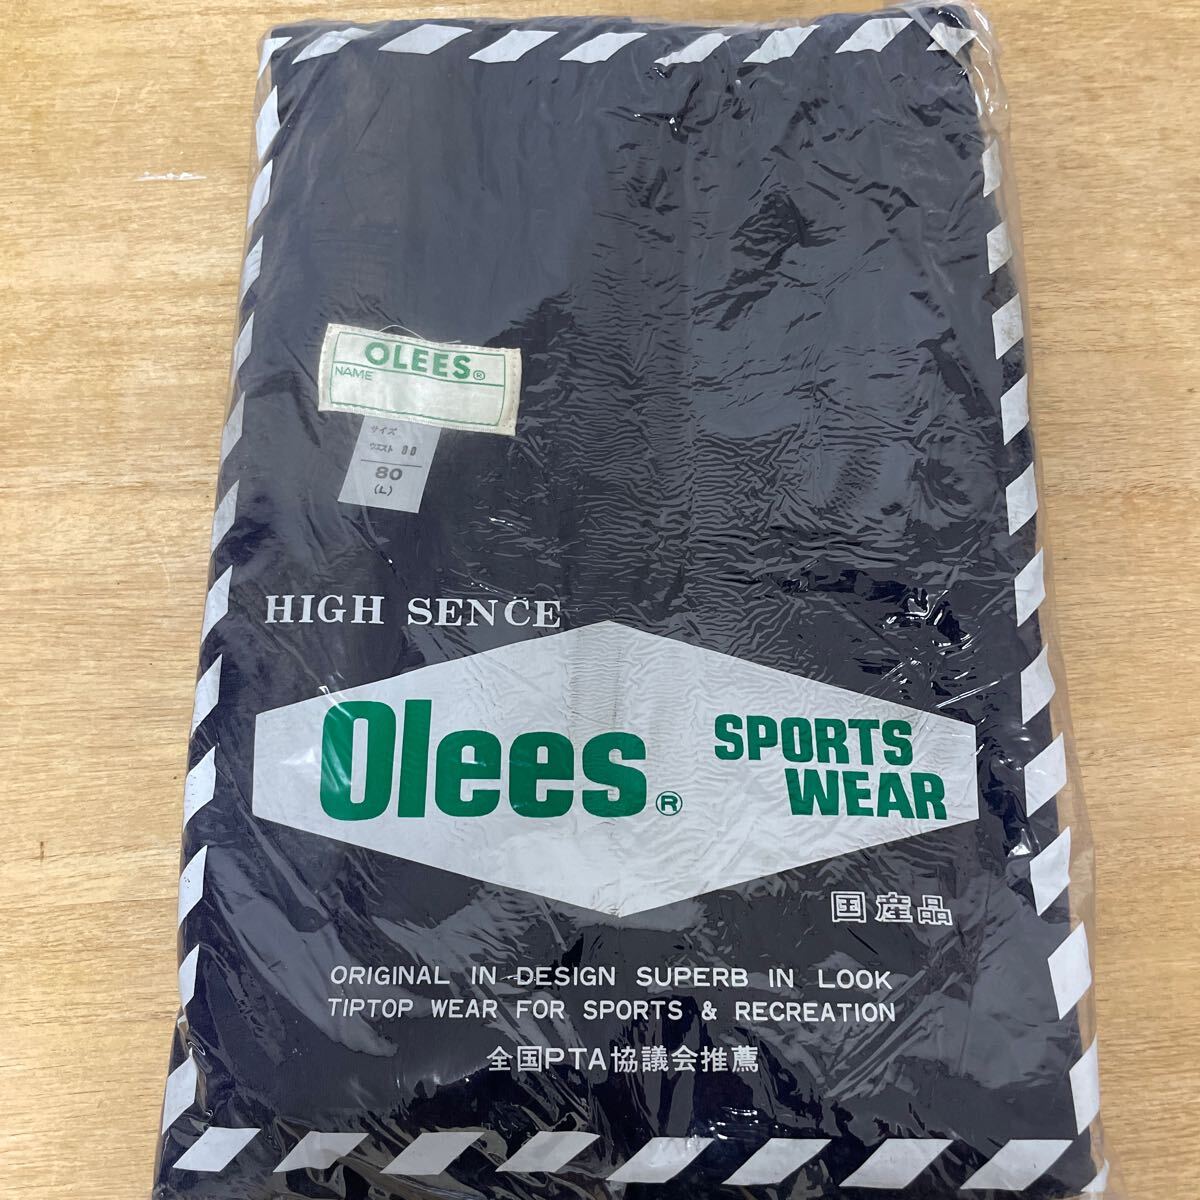 OLEES®
NAME
サイズ
ウエスト 80
80
(L)
HIGH SENCE
Olees®
SPORTS
WEAR
国産品
ORIGINAL IN DESIGN SUPERB IN LOOK
TIPTOP WEAR FOR SPORTS & RECREATION
全国PTA協議会推薦